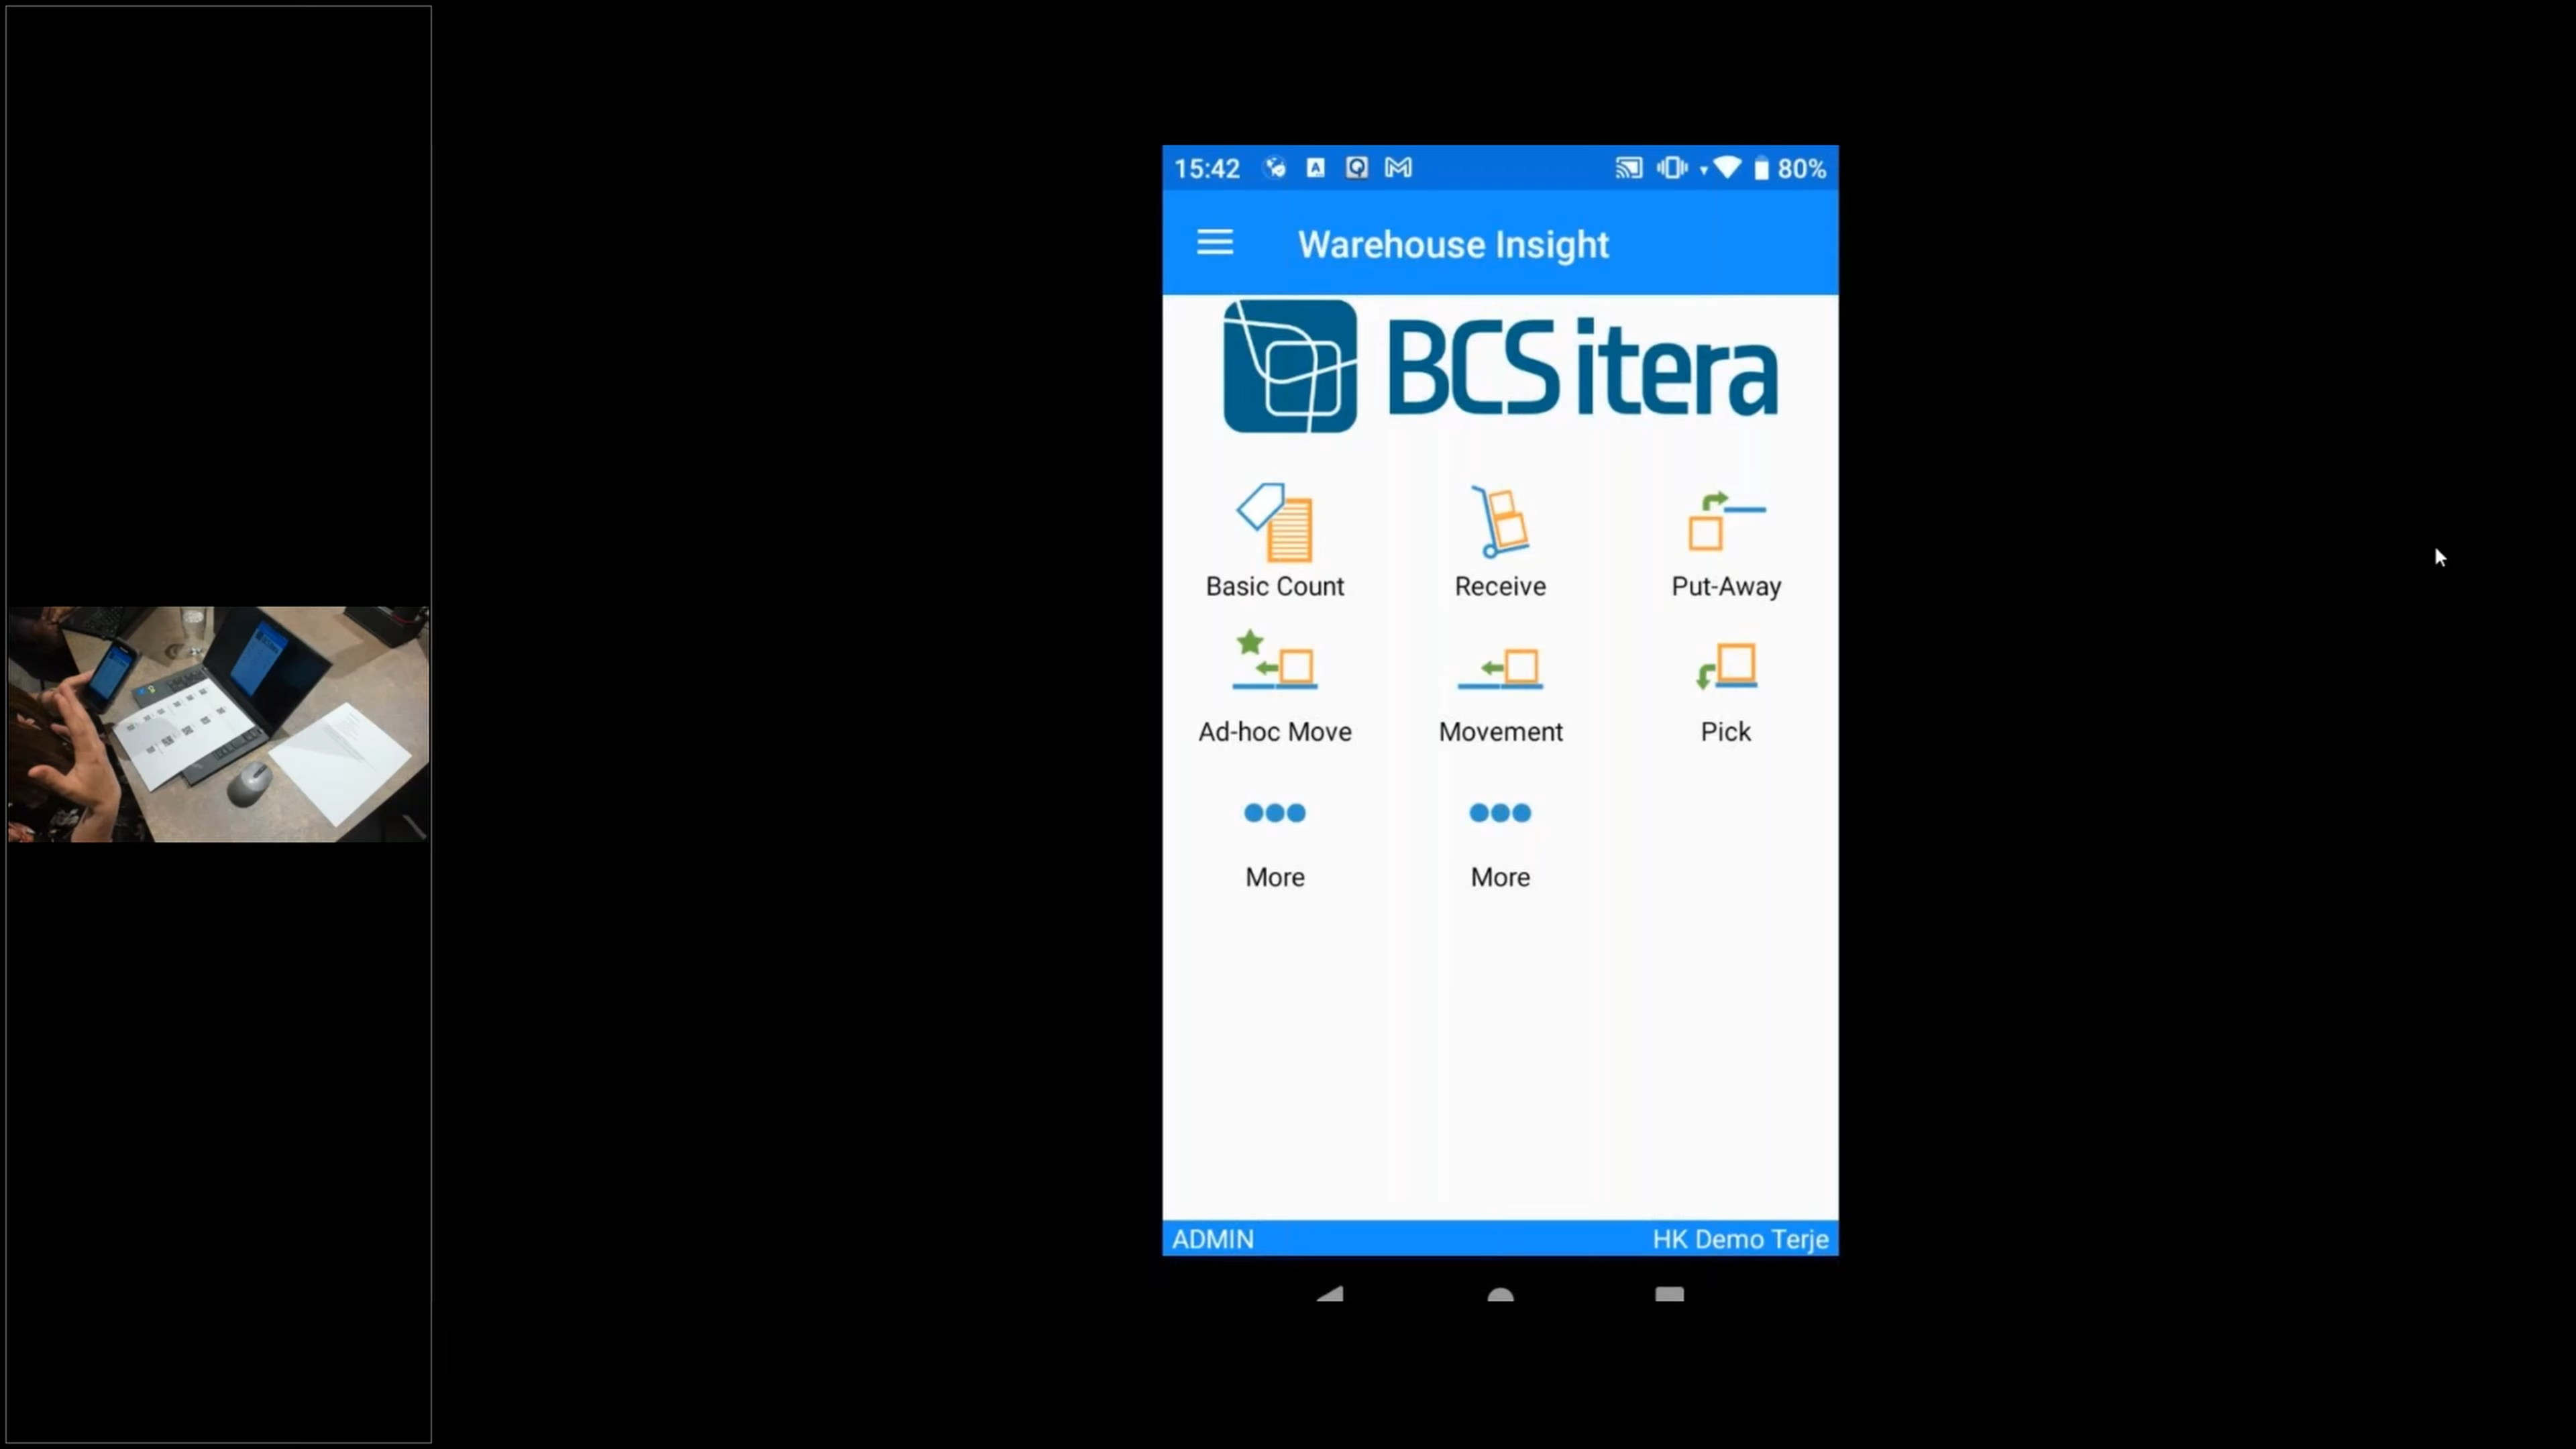 15:42 80%
Warehouse Insight
BCS itera
Basic Count Receive Put-Away
Ad-hoc Move Movement Pick
More More
ADMIN HK Demo Terje